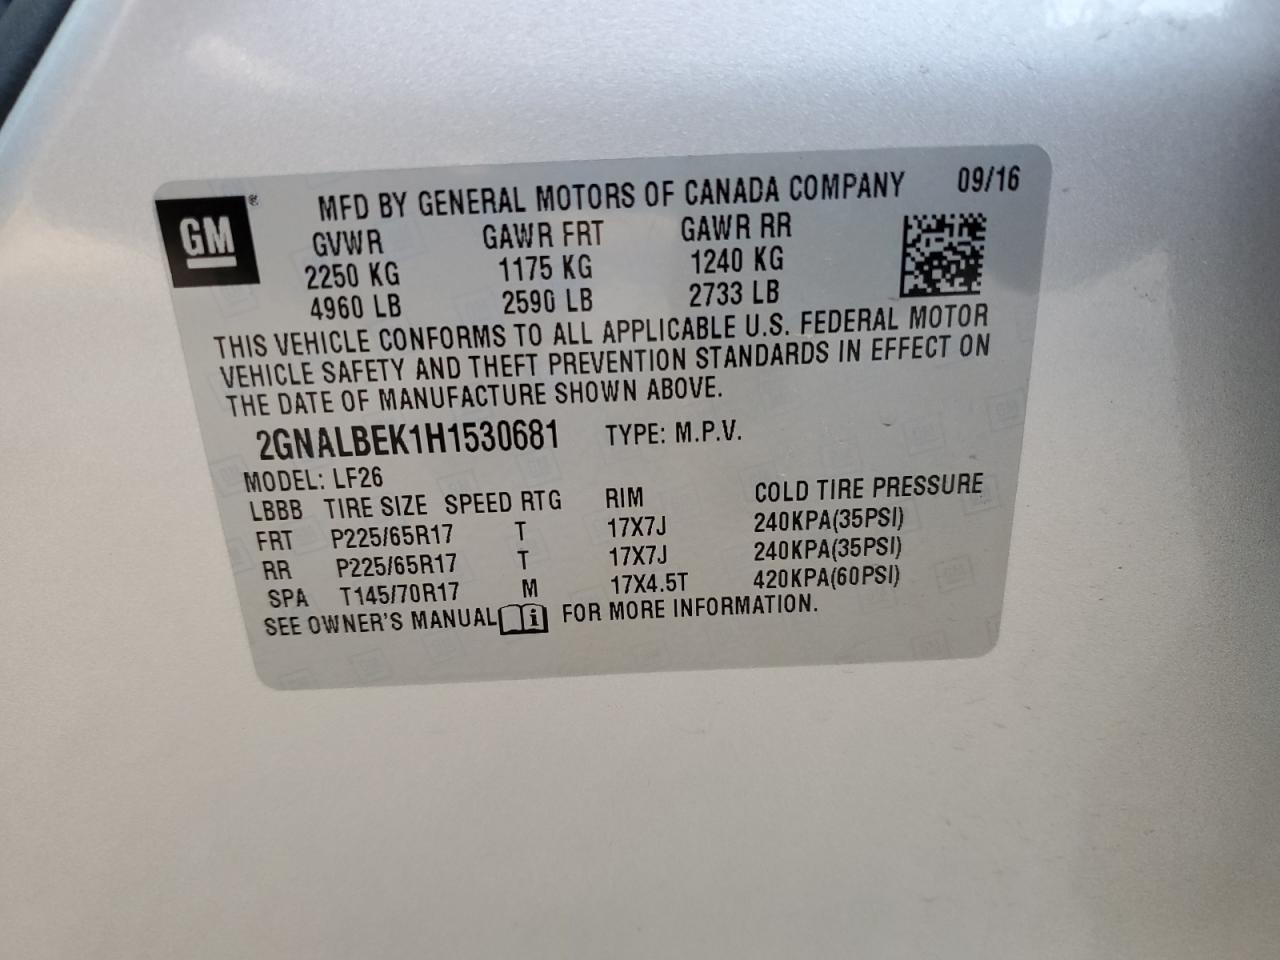 GM®
MFD BY GENERAL MOTORS OF CANADA COMPANY 09/16
GVWR GAWR FRT GAWR RR
2250 KG 1175 KG 1240 KG
4960 LB 2590 LB 2733 LB
THIS VEHICLE CONFORMS TO ALL APPLICABLE U.S. FEDERAL MOTOR
VEHICLE SAFETY AND THEFT PREVENTION STANDARDS IN EFFECT ON
THE DATE OF MANUFACTURE SHOWN ABOVE.
2GNALBEK1H1530681 TYPE: M.P.V.
MODEL: LF26
LBBB TIRE SIZE SPEED RTG RIM COLD TIRE PRESSURE
FRT P225/65R17 T 17X7J 240KPA(35PSI)
RR P225/65R17 T 17X7J 240KPA(35PSI)
SPA T145/70R17 M 17X4.5T 420KPA(60PSI)
SEE OWNER'S MANUAL i FOR MORE INFORMATION.